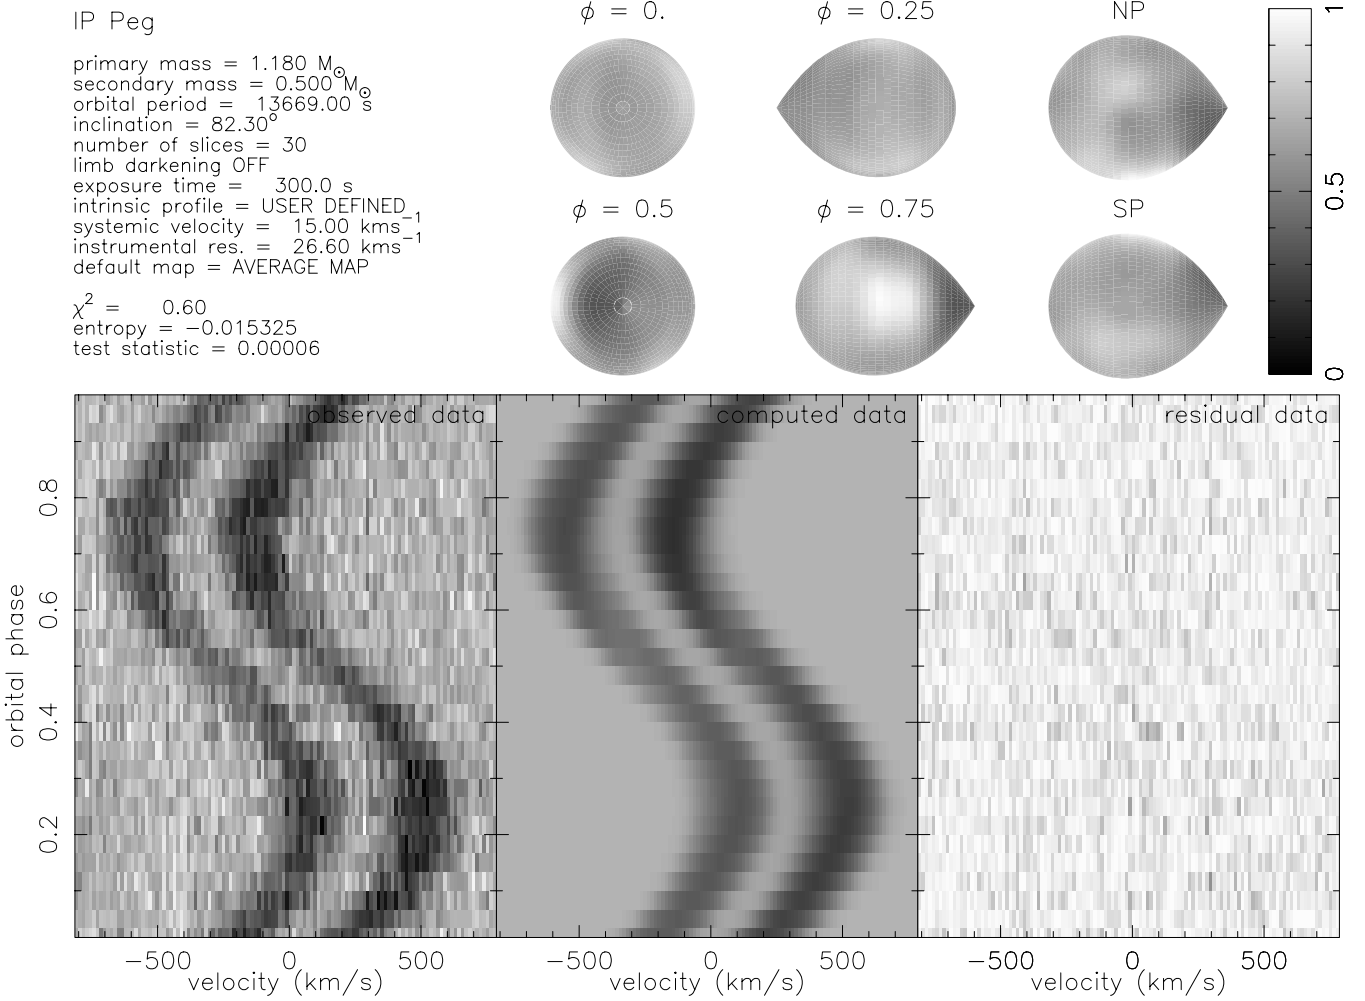 IP Peg
primary mass = 1.180 M⊙
secondary mass = 0.500 M⊙
orbital period = 13669.00 s
inclination = 82.30°
number of slices = 30
limb darkening OFF
exposure time = 300.0 s
intrinsic profile = USER DEFINED
systemic velocity = 15.00 kms⁻¹
instrumental res. = 26.60 kms⁻¹
default map = AVERAGE MAP
χ² = 0.60
entropy = −0.015325
test statistic = 0.00006
ϕ = 0. ϕ = 0.25 NP
ϕ = 0.5 ϕ = 0.75 SP
1
0.5
0
observed data computed data residual data
orbital phase
0.8
0.6
0.4
0.2
−500 0 500 −500 0 500 −500 0 500
velocity (km/s) velocity (km/s) velocity (km/s)